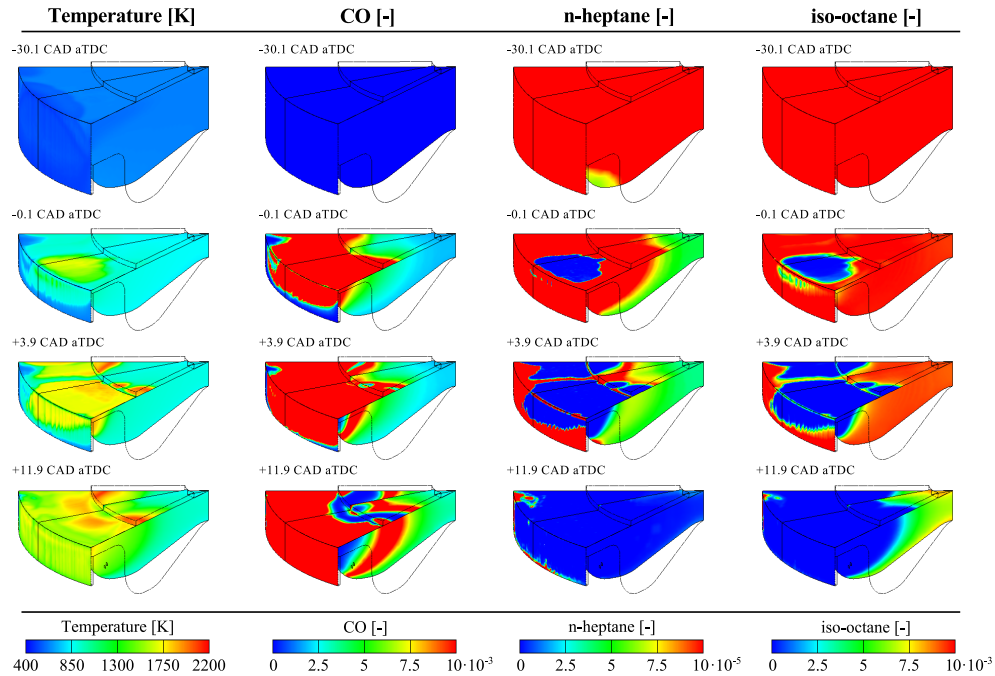 Temperature [K] CO [-] n-heptane [-] iso-octane [-]
-30.1 CAD aTDC -30.1 CAD aTDC -30.1 CAD aTDC -30.1 CAD aTDC
-0.1 CAD aTDC -0.1 CAD aTDC -0.1 CAD aTDC -0.1 CAD aTDC
+3.9 CAD aTDC +3.9 CAD aTDC +3.9 CAD aTDC +3.9 CAD aTDC
+11.9 CAD aTDC +11.9 CAD aTDC +11.9 CAD aTDC +11.9 CAD aTDC
Temperature [K] CO [-] n-heptane [-] iso-octane [-]
400 850 1300 1750 2200 0 2.5 5 7.5 10·10⁻³ 0 2.5 5 7.5 10·10⁻⁵ 0 2.5 5 7.5 10·10⁻³